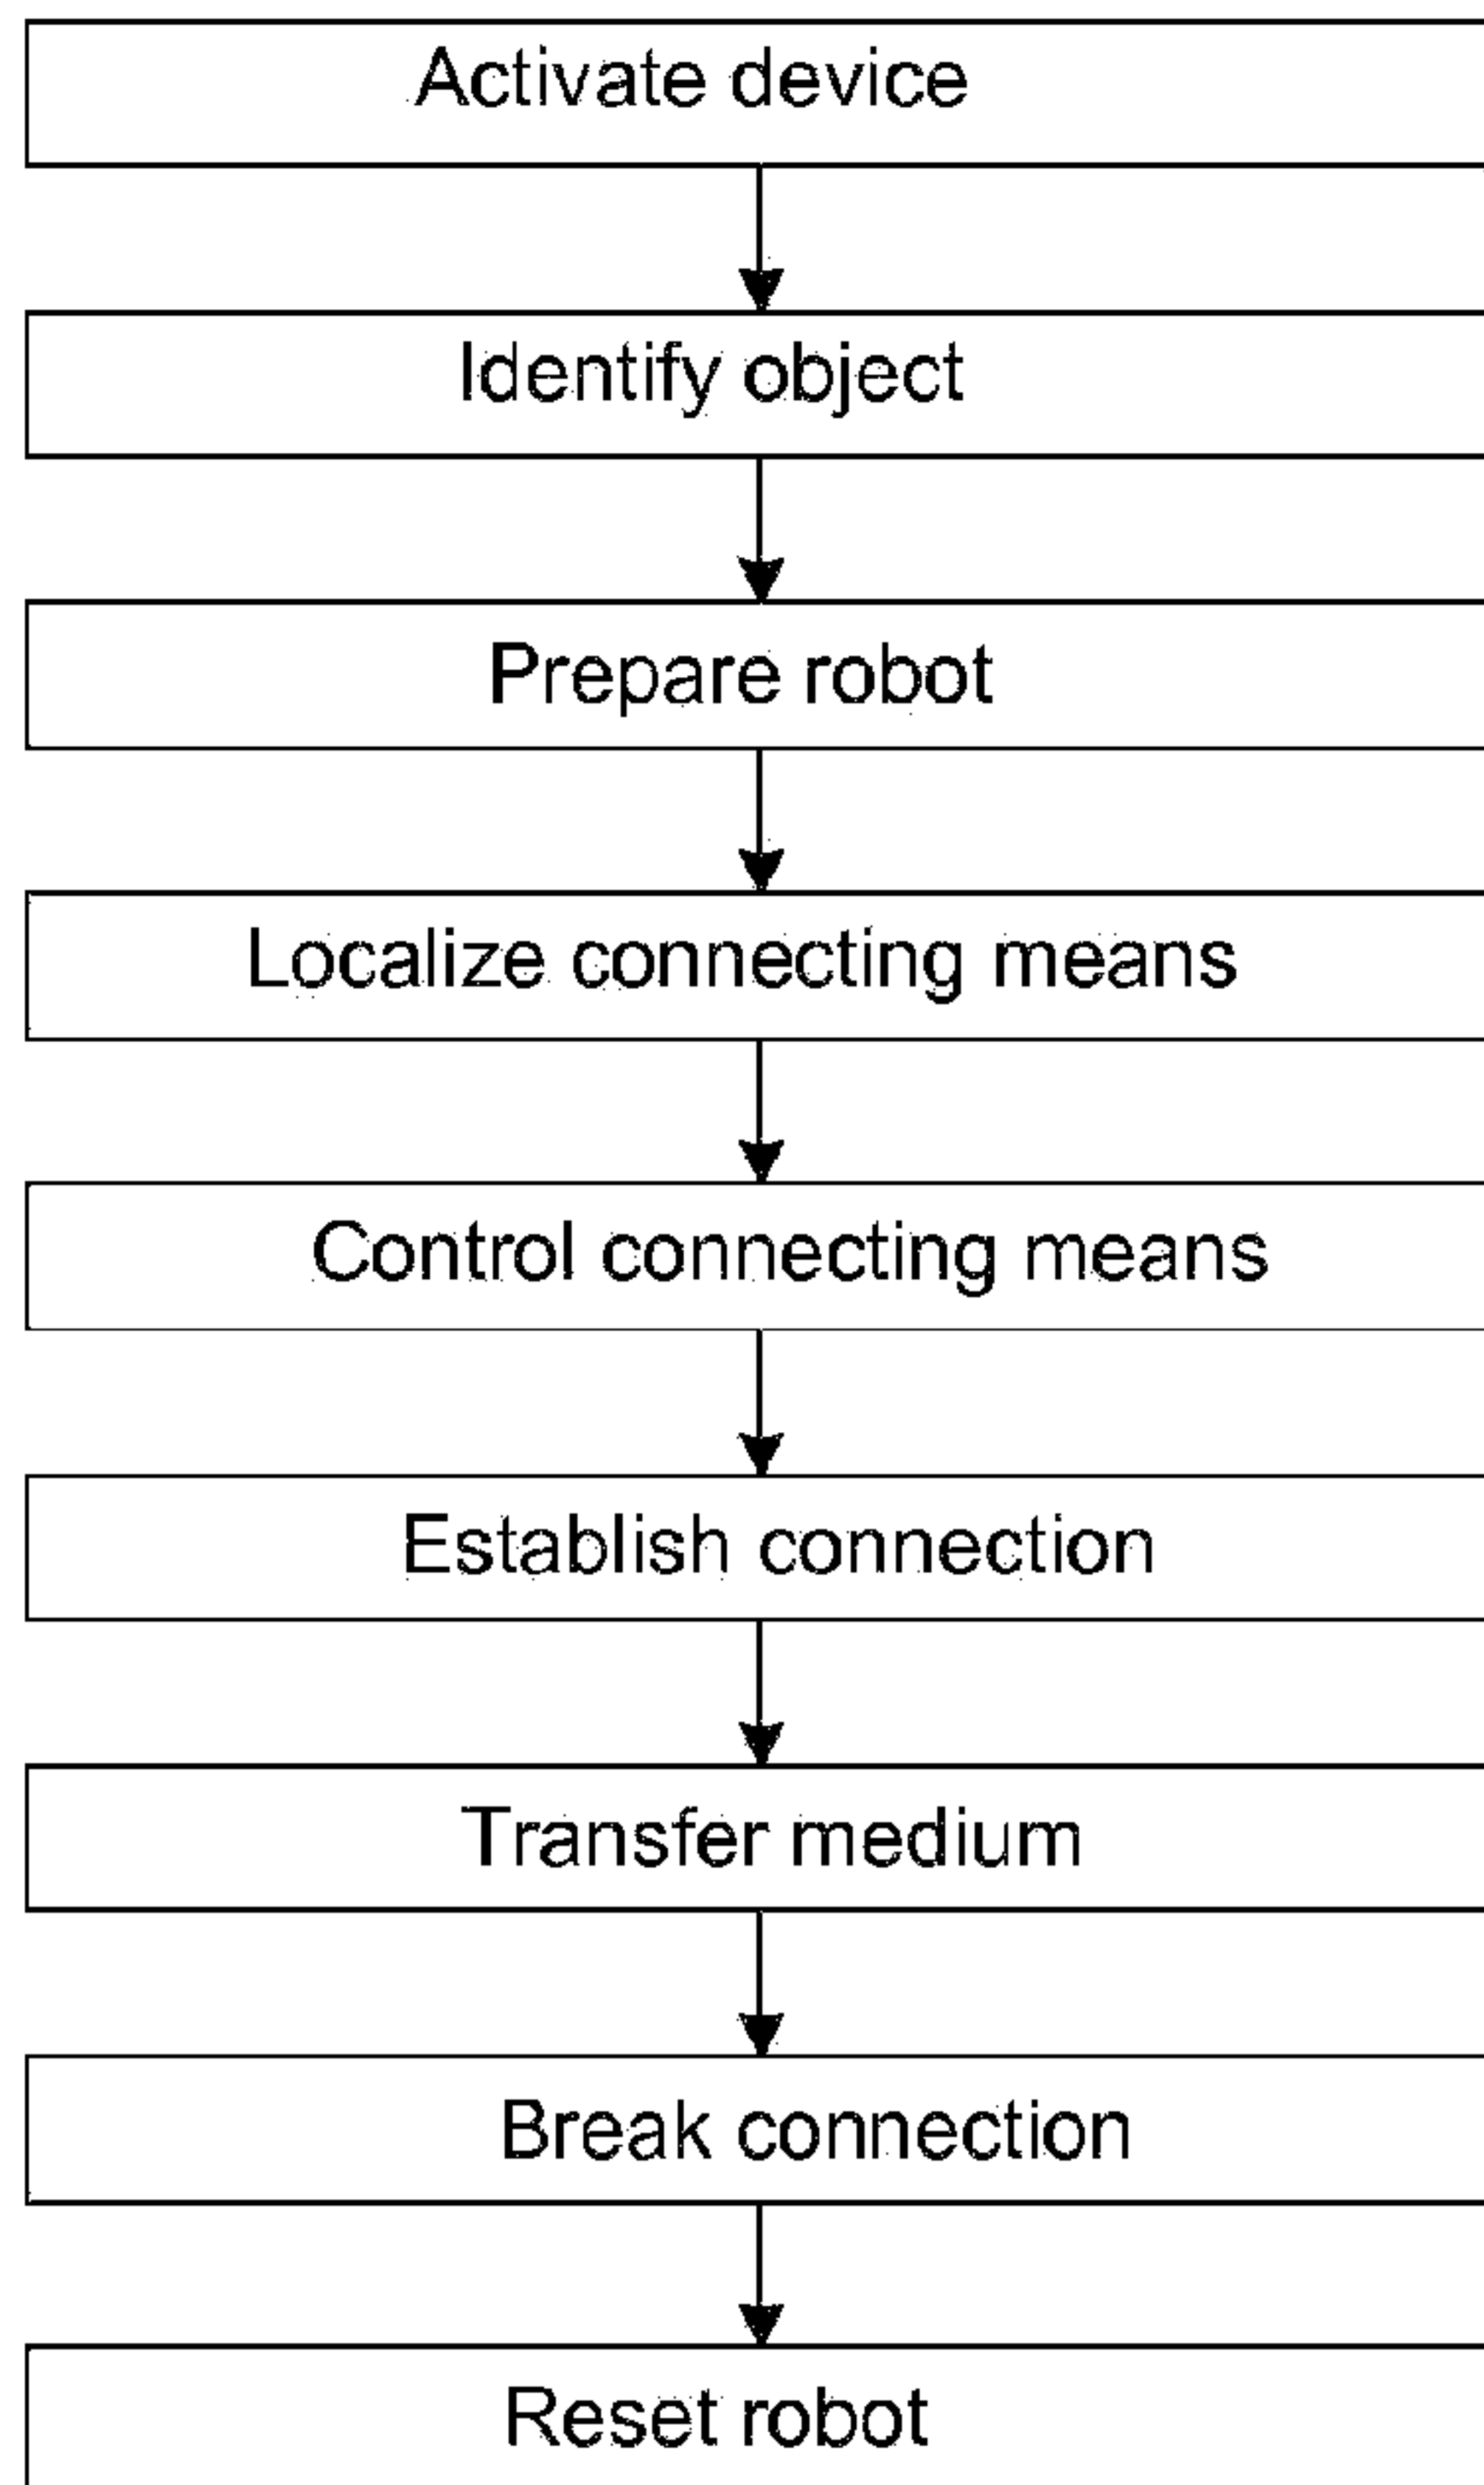 Activate device
Identify object
Prepare robot
Localize connecting means
Control connecting means
Establish connection
Transfer medium
Break connection
Reset robot